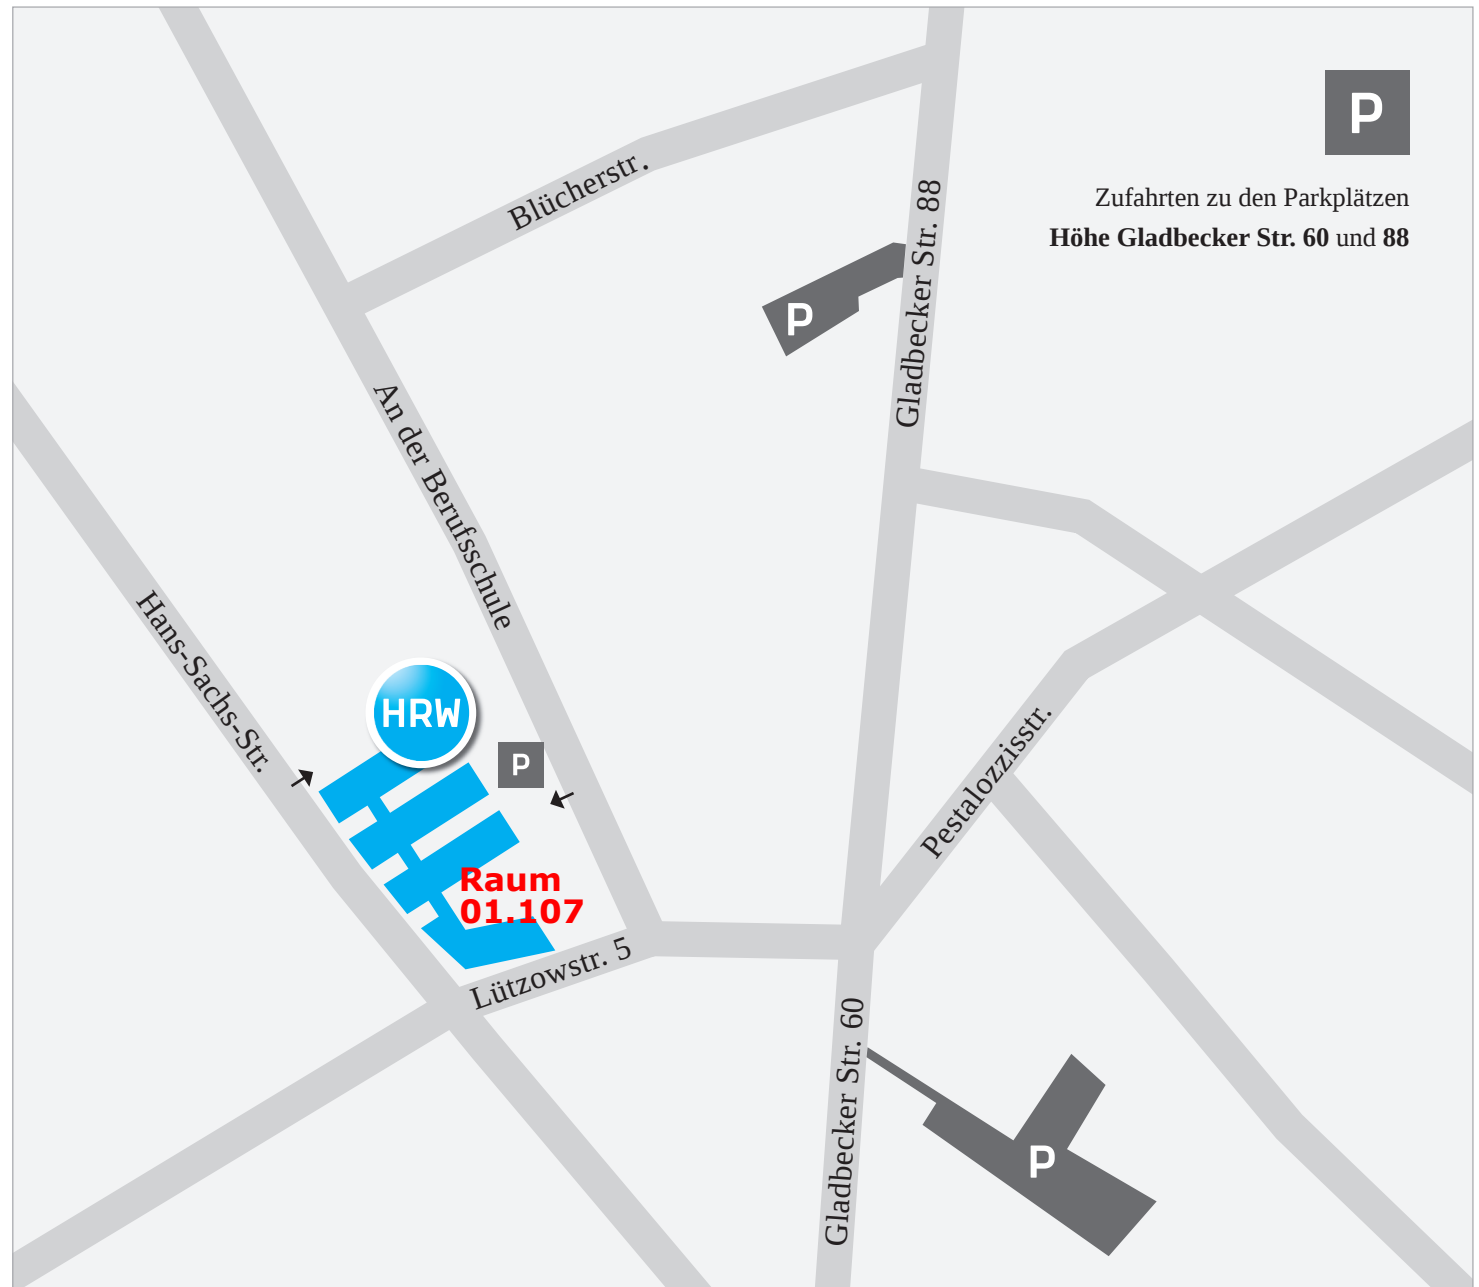 P
Zufahrten zu den Parkplätzen
Höhe Gladbecker Str. 60 und 88
Blücherstr.
Gladbecker Str. 88
P
An der Berufsschule
Hans-Sachs-Str.
HRW
P
Pestalozzisstr.
Raum
01.107
Lützowstr. 5
Gladbecker Str. 60
P